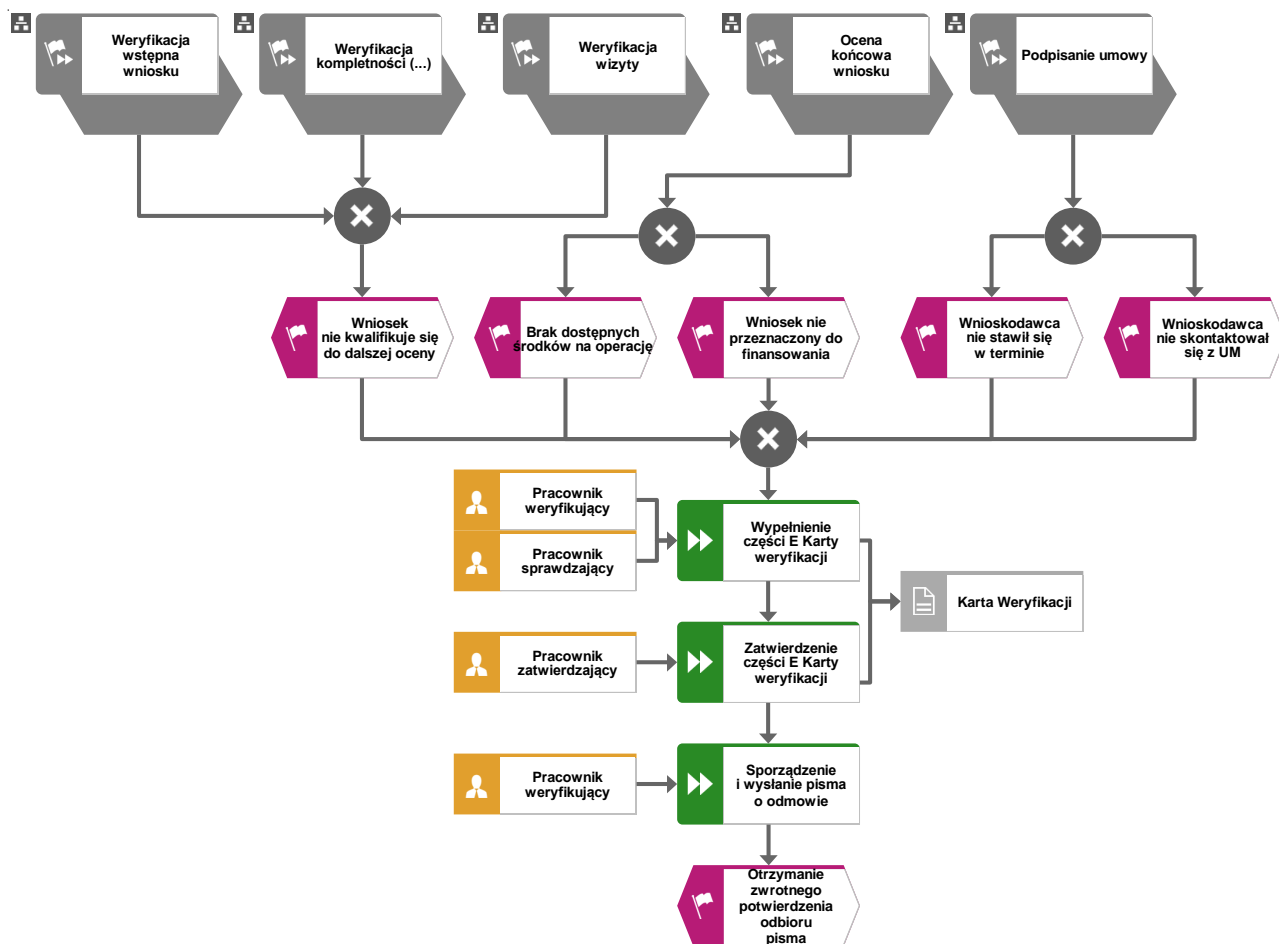 Weryfikacja
wstępna
wniosku
Weryfikacja
kompletności (...)
Weryfikacja
wizyty
Ocena
końcowa
wniosku
Podpisanie umowy
Wniosek
nie kwalifikuje się
do dalszej oceny
Brak dostępnych
środków na operację
Wniosek nie
przeznaczony do
finansowania
Wnioskodawca
nie stawił się
w terminie
Wnioskodawca
nie skontaktował
się z UM
Pracownik
weryfikujący
Pracownik
sprawdzający
Wypełnienie
części E Karty
weryfikacji
Karta Weryfikacji
Pracownik
zatwierdzający
Zatwierdzenie
części E Karty
weryfikacji
Pracownik
weryfikujący
Sporządzenie
i wysłanie pisma
o odmowie
Otrzymanie
zwrotnego
potwierdzenia
odbioru
pisma